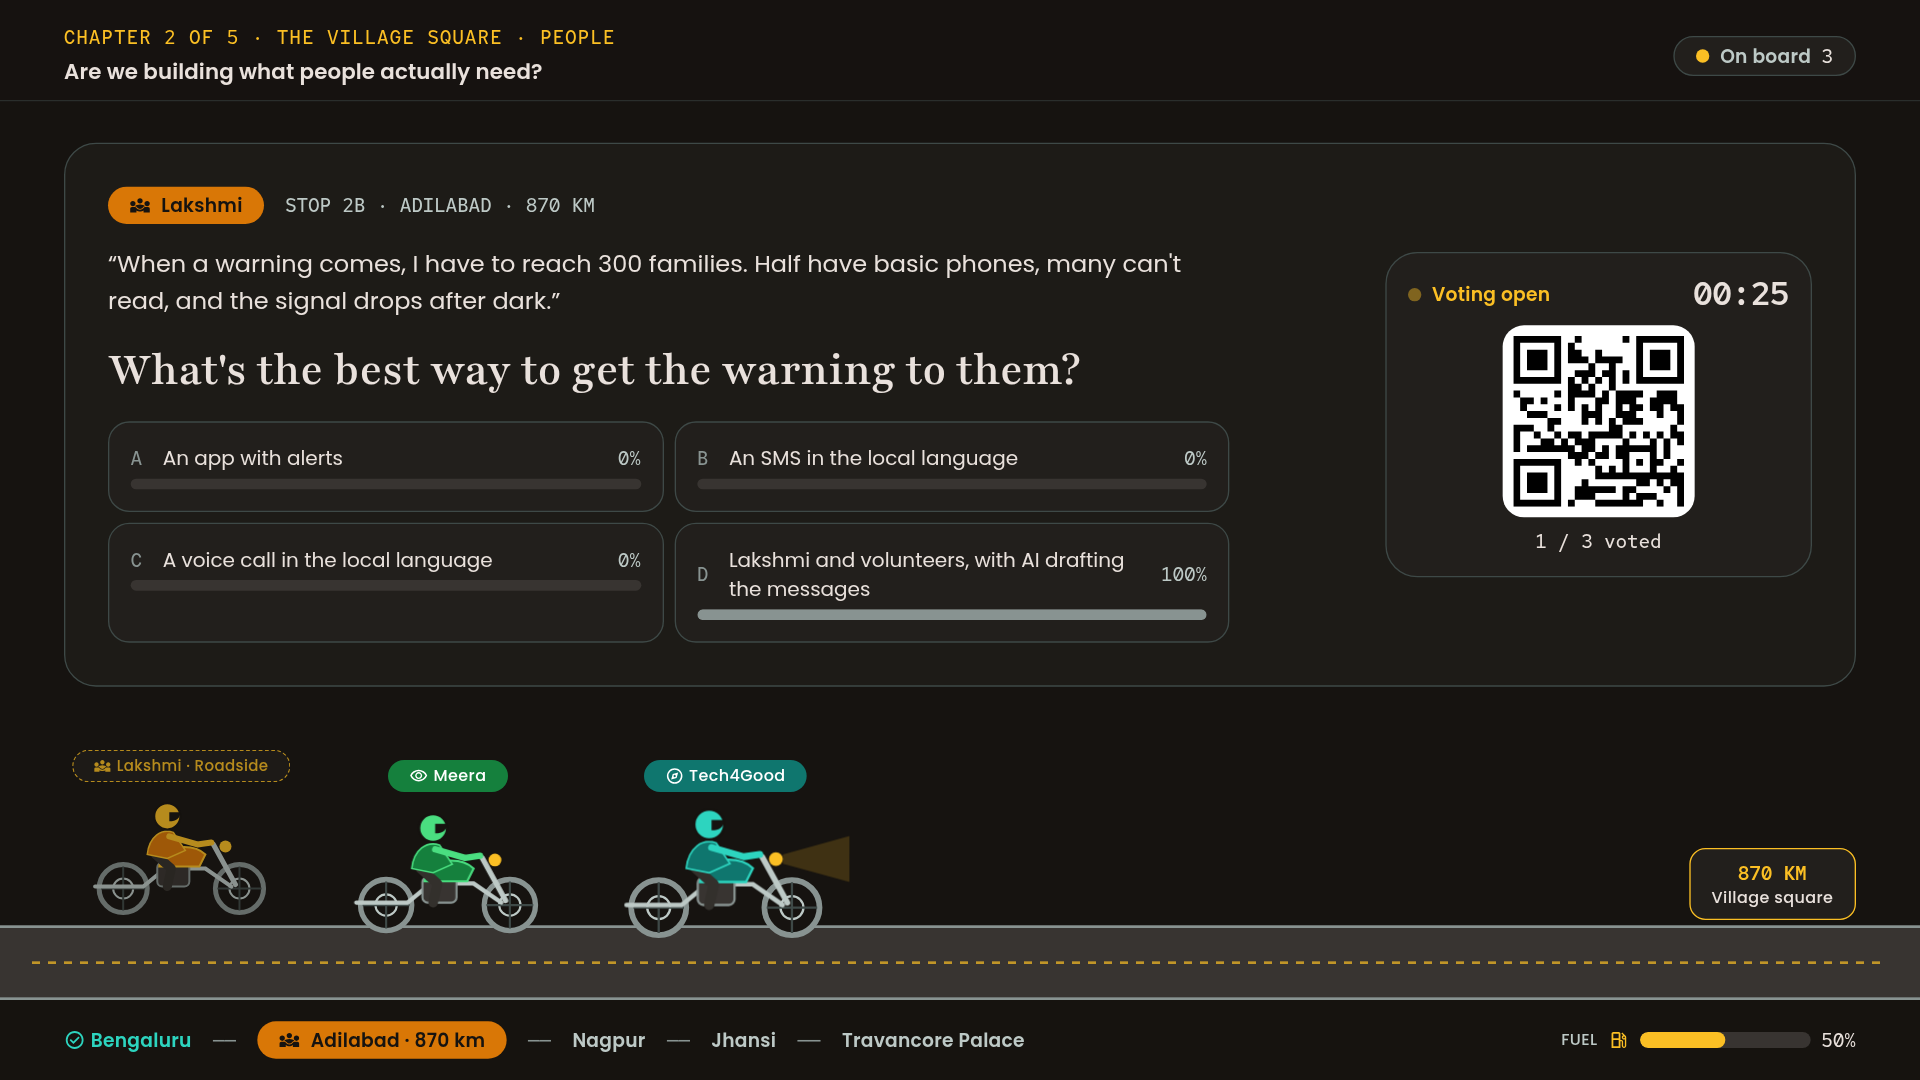 CHAPTER 2 OF 5 · THE VILLAGE SQUARE · PEOPLE
Are we building what people actually need?
On board 3
Lakshmi
STOP 2B · ADILABAD · 870 KM
“When a warning comes, I have to reach 300 families. Half have basic phones, many can't
read, and the signal drops after dark.”
What's the best way to get the warning to them?
A An app with alerts 0%
B An SMS in the local language 0%
C A voice call in the local language 0%
D Lakshmi and volunteers, with AI drafting
the messages 100%
Voting open 00:25
1 / 3 voted
Lakshmi · Roadside
Meera
Tech4Good
870 KM
Village square
Bengaluru — Adilabad · 870 km — Nagpur — Jhansi — Travancore Palace
FUEL 50%